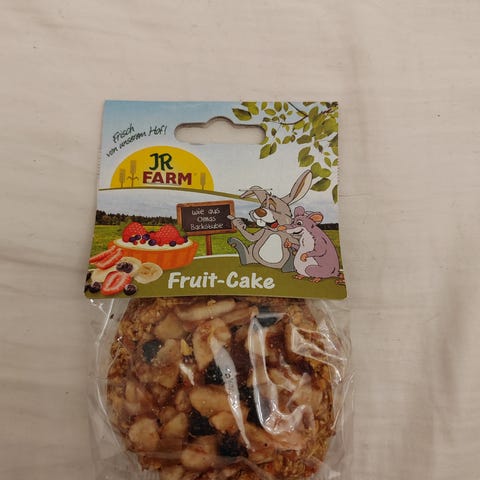 Frisch
von unserem Hof!
JR
FARM
wie aus
Omas
Backstube
Fruit-Cake